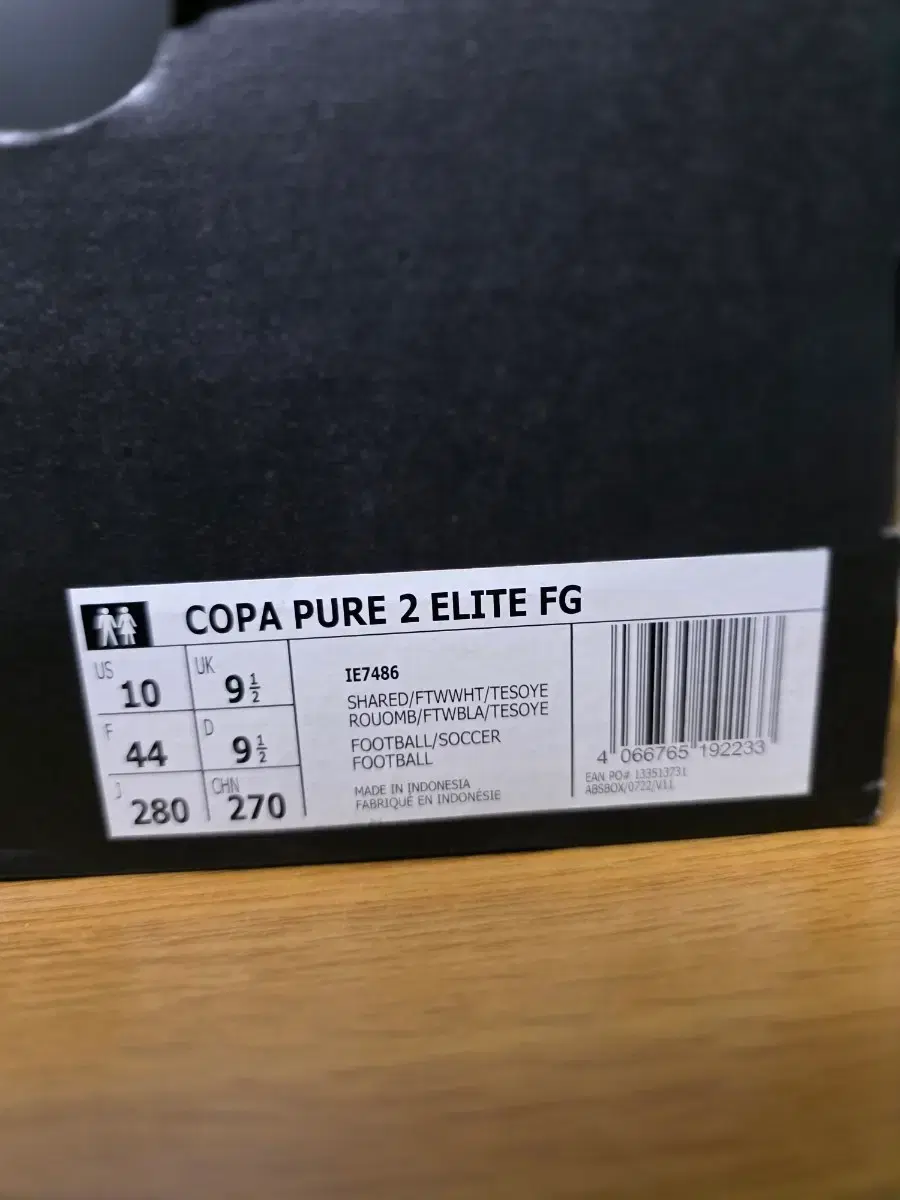 COPA PURE 2 ELITE FG
US 10 UK 9 1/2
F 44 D 9 1/2
J 280 CHN 270
IE7486
SHARED/FTWWHT/TESOYE
ROUOMB/FTWBLA/TESOYE
FOOTBALL/SOCCER
FOOTBALL
MADE IN INDONESIA
FABRIQUÉ EN INDONÉSIE
4 066765 192233
EAN PO# 133513731
ABSBOX/0722/V11